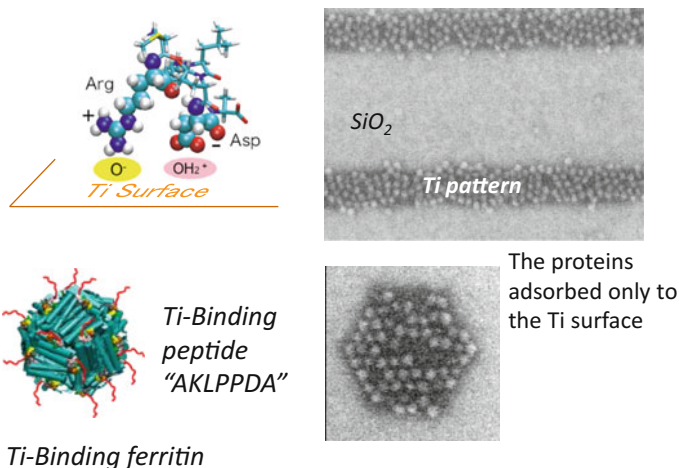 Arg
+
- Asp
O⁻ OH₂⁺
Ti Surface
SiO₂
Ti pattern
Ti-Binding
peptide
“AKLPPDA”
The proteins
adsorbed only to
the Ti surface
Ti-Binding ferritin